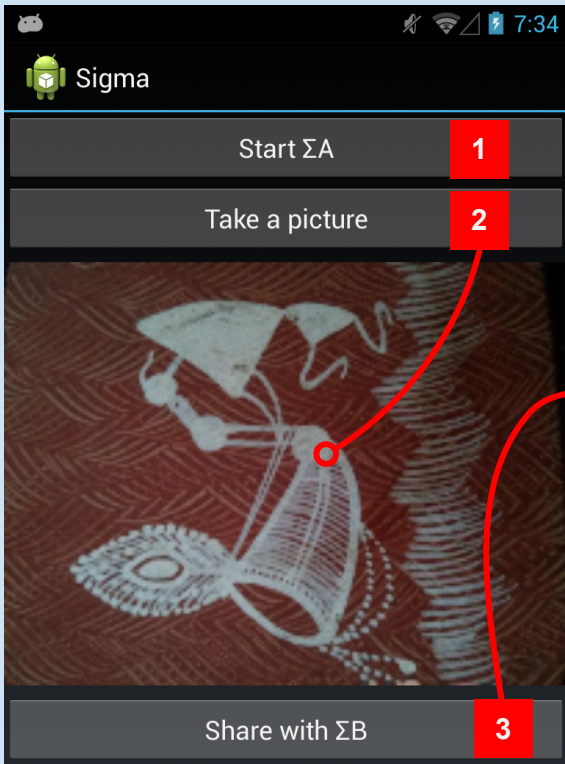 7:34
Sigma
Start ΣA
1
Take a picture
2
Share with ΣB
3